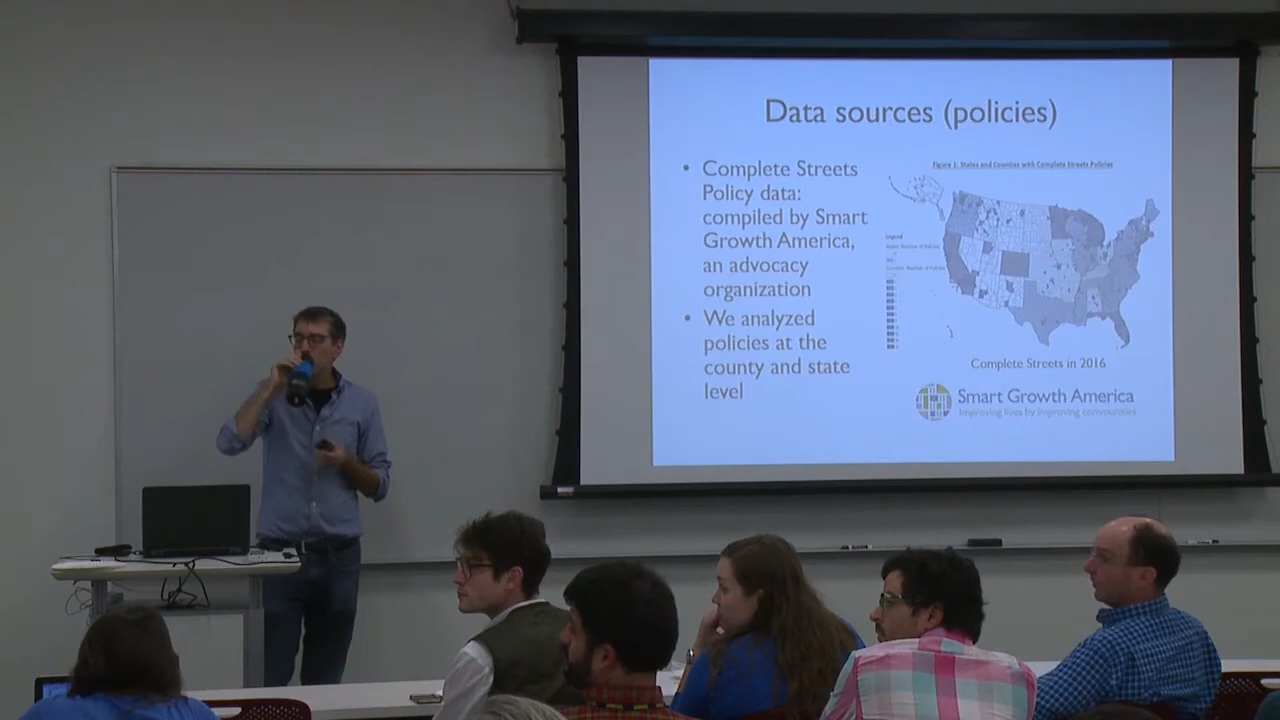 Data sources (policies)
• Complete Streets
Policy data:
compiled by Smart
Growth America,
an advocacy
organization
• We analyzed
policies at the
county and state
level
Figure 1: States and Counties with Complete Streets Policies
Legend
Complete Streets in 2016
Smart Growth America
Improving lives by improving communities